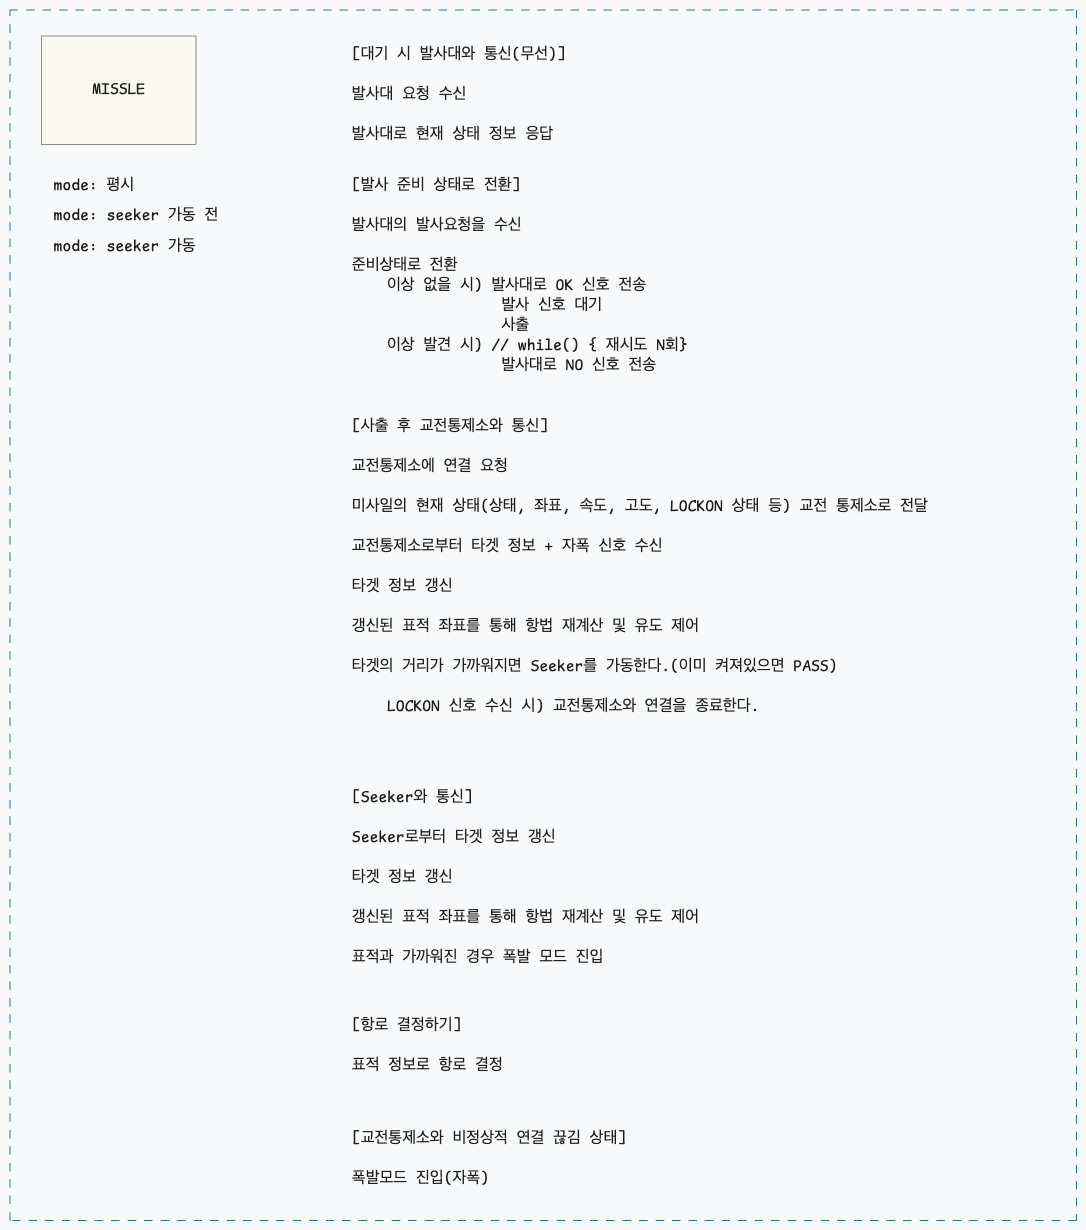 MISSLE
mode: 평시
mode: seeker 가동 전
mode: seeker 가동
[대기 시 발사대와 통신(무선)]
발사대 요청 수신
발사대로 현재 상태 정보 응답
[발사 준비 상태로 전환]
발사대의 발사요청을 수신
준비상태로 전환
이상 없을 시) 발사대로 OK 신호 전송
발사 신호 대기
사출
이상 발견 시) // while() { 재시도 N회}
발사대로 NO 신호 전송
[사출 후 교전통제소와 통신]
교전통제소에 연결 요청
미사일의 현재 상태(상태, 좌표, 속도, 고도, LOCKON 상태 등) 교전 통제소로 전달
교전통제소로부터 타겟 정보 + 자폭 신호 수신
타겟 정보 갱신
갱신된 표적 좌표를 통해 항법 재계산 및 유도 제어
타겟의 거리가 가까워지면 Seeker를 가동한다.(이미 켜져있으면 PASS)
LOCKON 신호 수신 시) 교전통제소와 연결을 종료한다.
[Seeker와 통신]
Seeker로부터 타겟 정보 갱신
타겟 정보 갱신
갱신된 표적 좌표를 통해 항법 재계산 및 유도 제어
표적과 가까워진 경우 폭발 모드 진입
[항로 결정하기]
표적 정보로 항로 결정
[교전통제소와 비정상적 연결 끊김 상태]
폭발모드 진입(자폭)